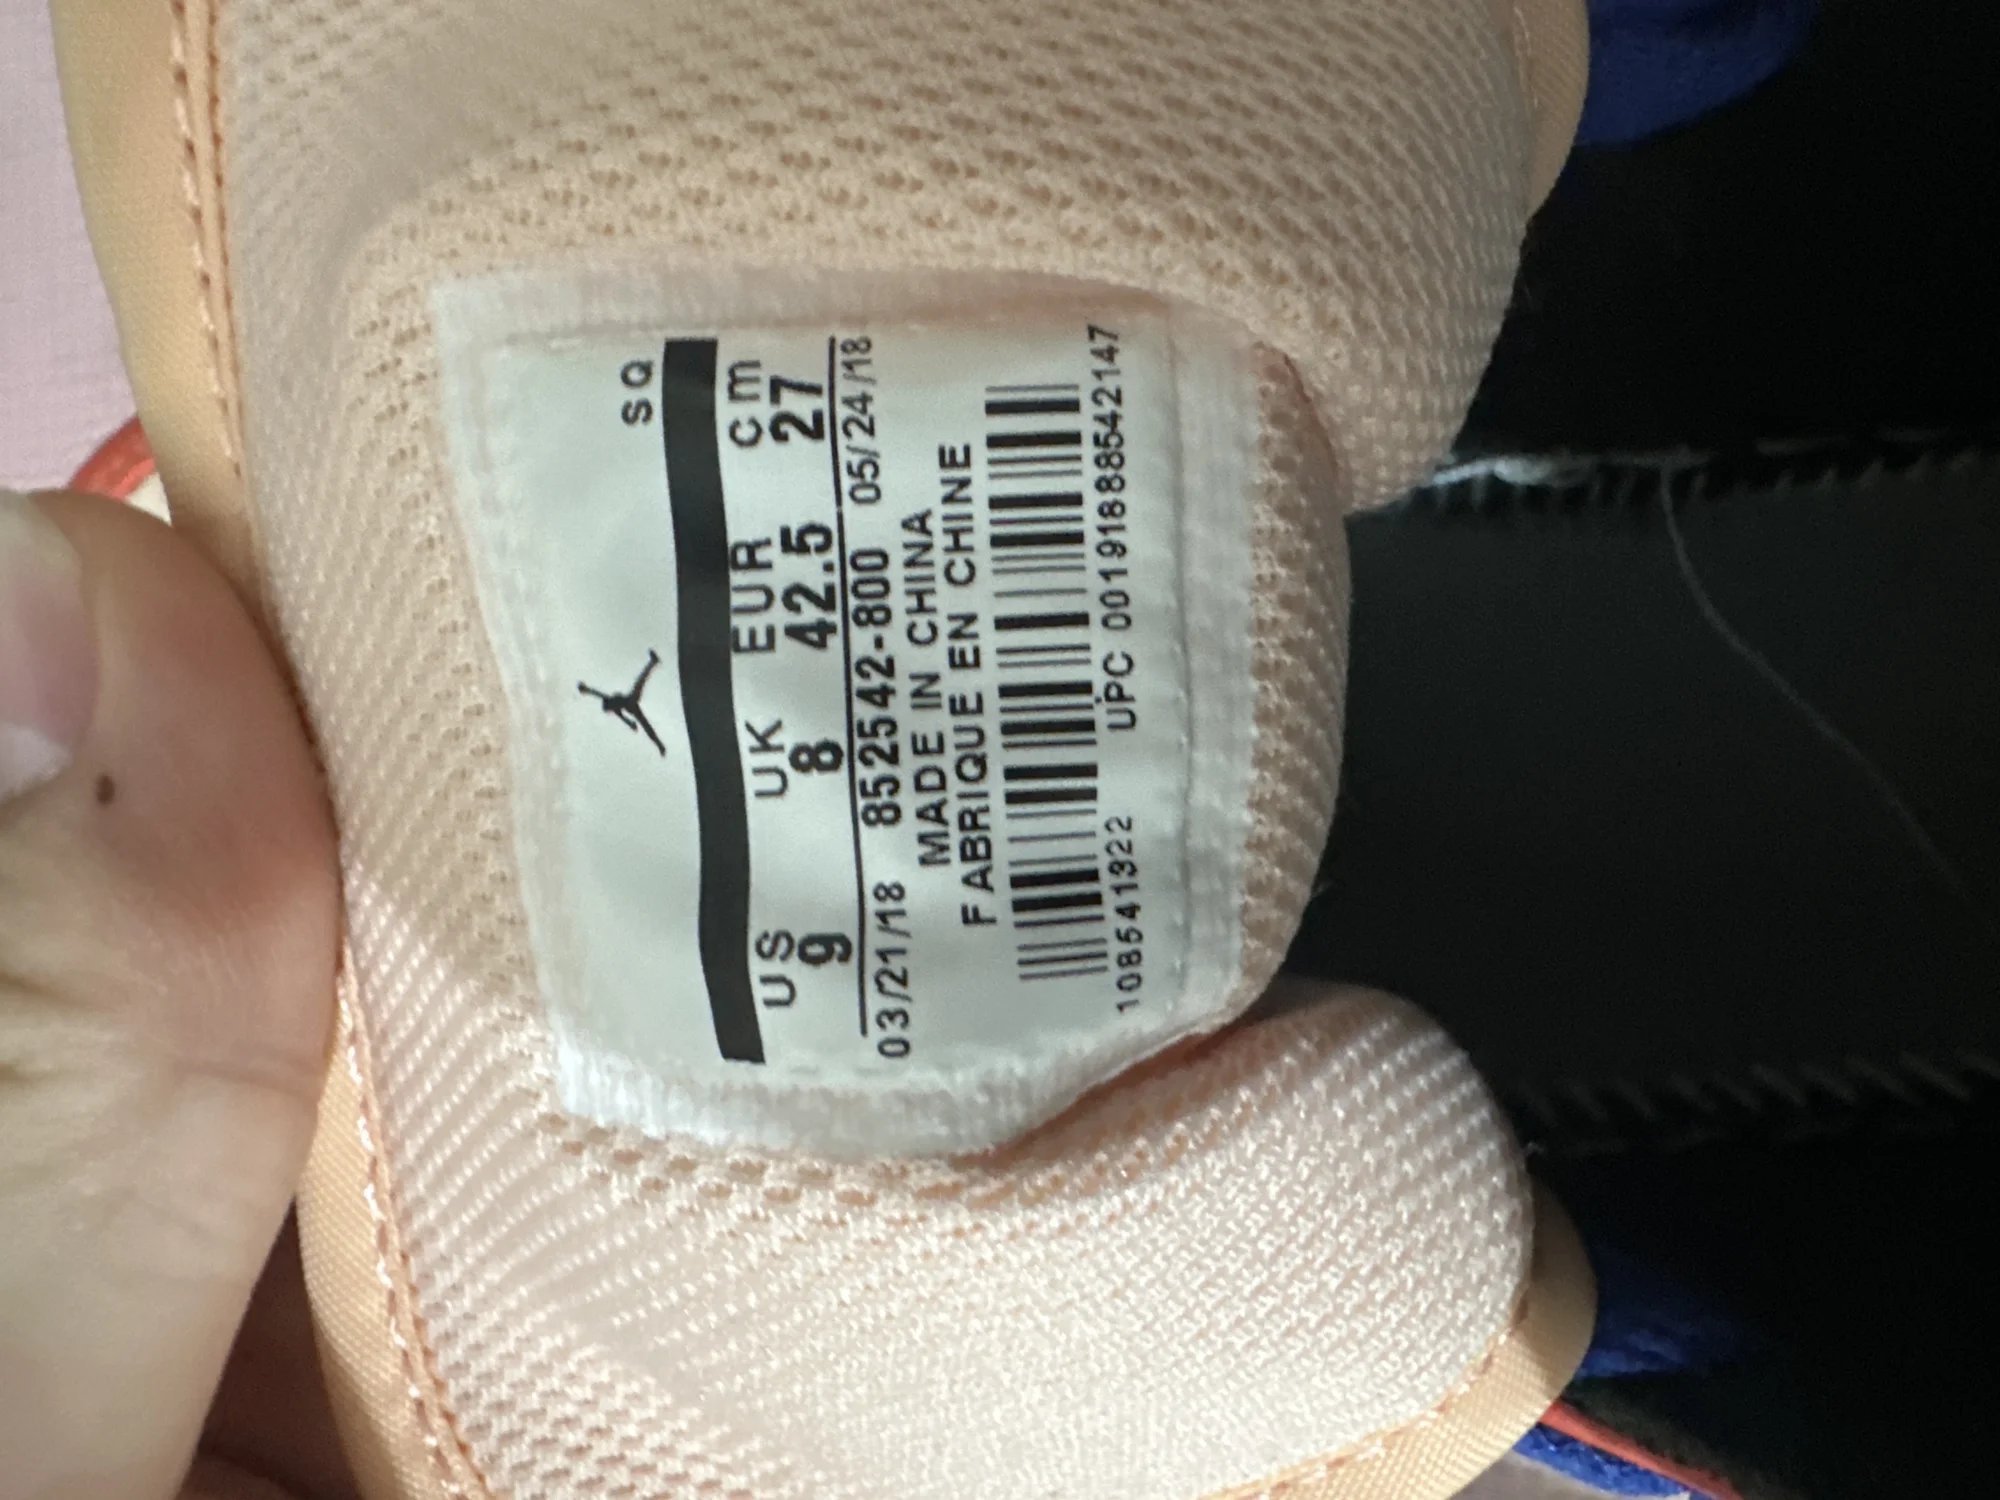 SQ
US UK EUR cm
9 8 42.5 27
03/21/18 852542-800 05/24/18
MADE IN CHINA
FABRIQUE EN CHINE
1086541322 UPC 00191888542147